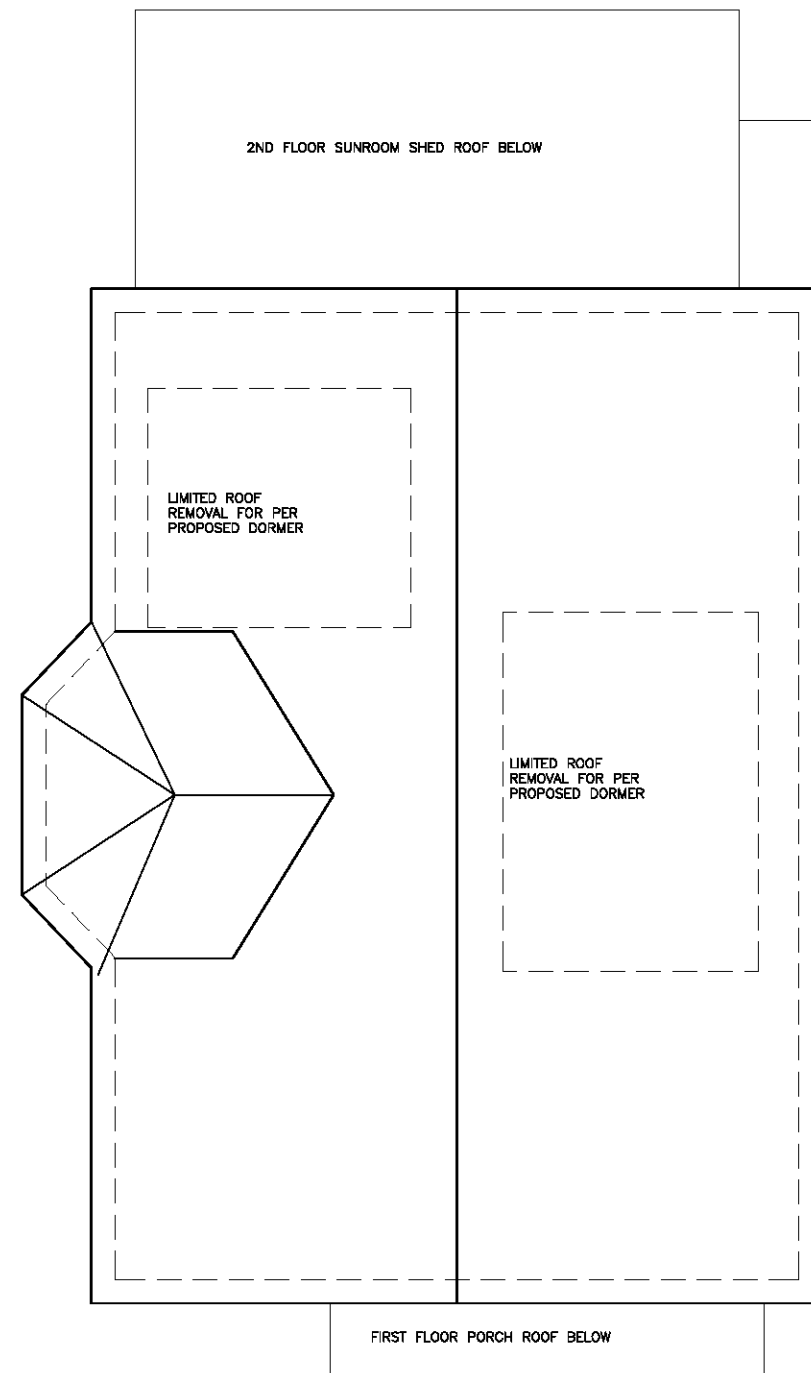 2ND FLOOR SUNROOM SHED ROOF BELOW
LIMITED ROOF
REMOVAL FOR PER
PROPOSED DORMER
LIMITED ROOF
REMOVAL FOR PER
PROPOSED DORMER
FIRST FLOOR PORCH ROOF BELOW